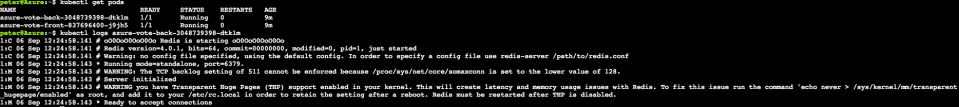 peter@Azure:~$ kubectl get pods
NAME READY STATUS RESTARTS AGE
azure-vote-back-3048739398-dtklm 1/1 Running 0 9m
azure-vote-front-837696400-j9jh5 1/1 Running 0 9m
peter@Azure:~$ kubectl logs azure-vote-back-3048739398-dtklm
1:C 06 Sep 12:24:58.141 # oO0OoO0OoO0Oo Redis is starting oO0OoO0OoO0Oo
1:C 06 Sep 12:24:58.141 # Redis version=4.0.1, bits=64, commit=00000000, modified=0, pid=1, just started
1:C 06 Sep 12:24:58.141 # Warning: no config file specified, using the default config. In order to specify a config file use redis-server /path/to/redis.conf
1:M 06 Sep 12:24:58.143 * Running mode=standalone, port=6379.
1:M 06 Sep 12:24:58.143 # WARNING: The TCP backlog setting of 511 cannot be enforced because /proc/sys/net/core/somaxconn is set to the lower value of 128.
1:M 06 Sep 12:24:58.143 # Server initialized
1:M 06 Sep 12:24:58.143 # WARNING you have Transparent Huge Pages (THP) support enabled in your kernel. This will create latency and memory usage issues with Redis. To fix this issue run the command 'echo never > /sys/kernel/mm/transparent
_hugepage/enabled' as root, and add it to your /etc/rc.local in order to retain the setting after a reboot. Redis must be restarted after THP is disabled.
1:M 06 Sep 12:24:58.143 * Ready to accept connections